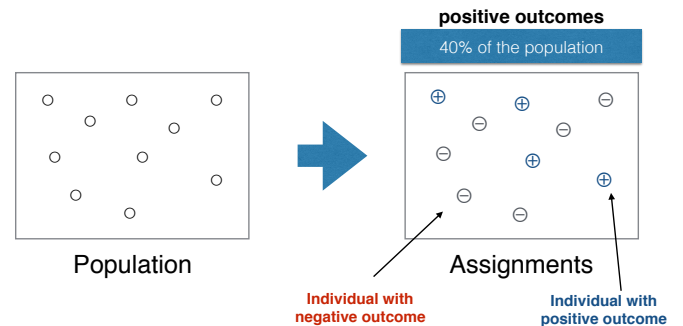 positive outcomes
40% of the population
Population
Assignments
Individual with
negative outcome
Individual with
positive outcome